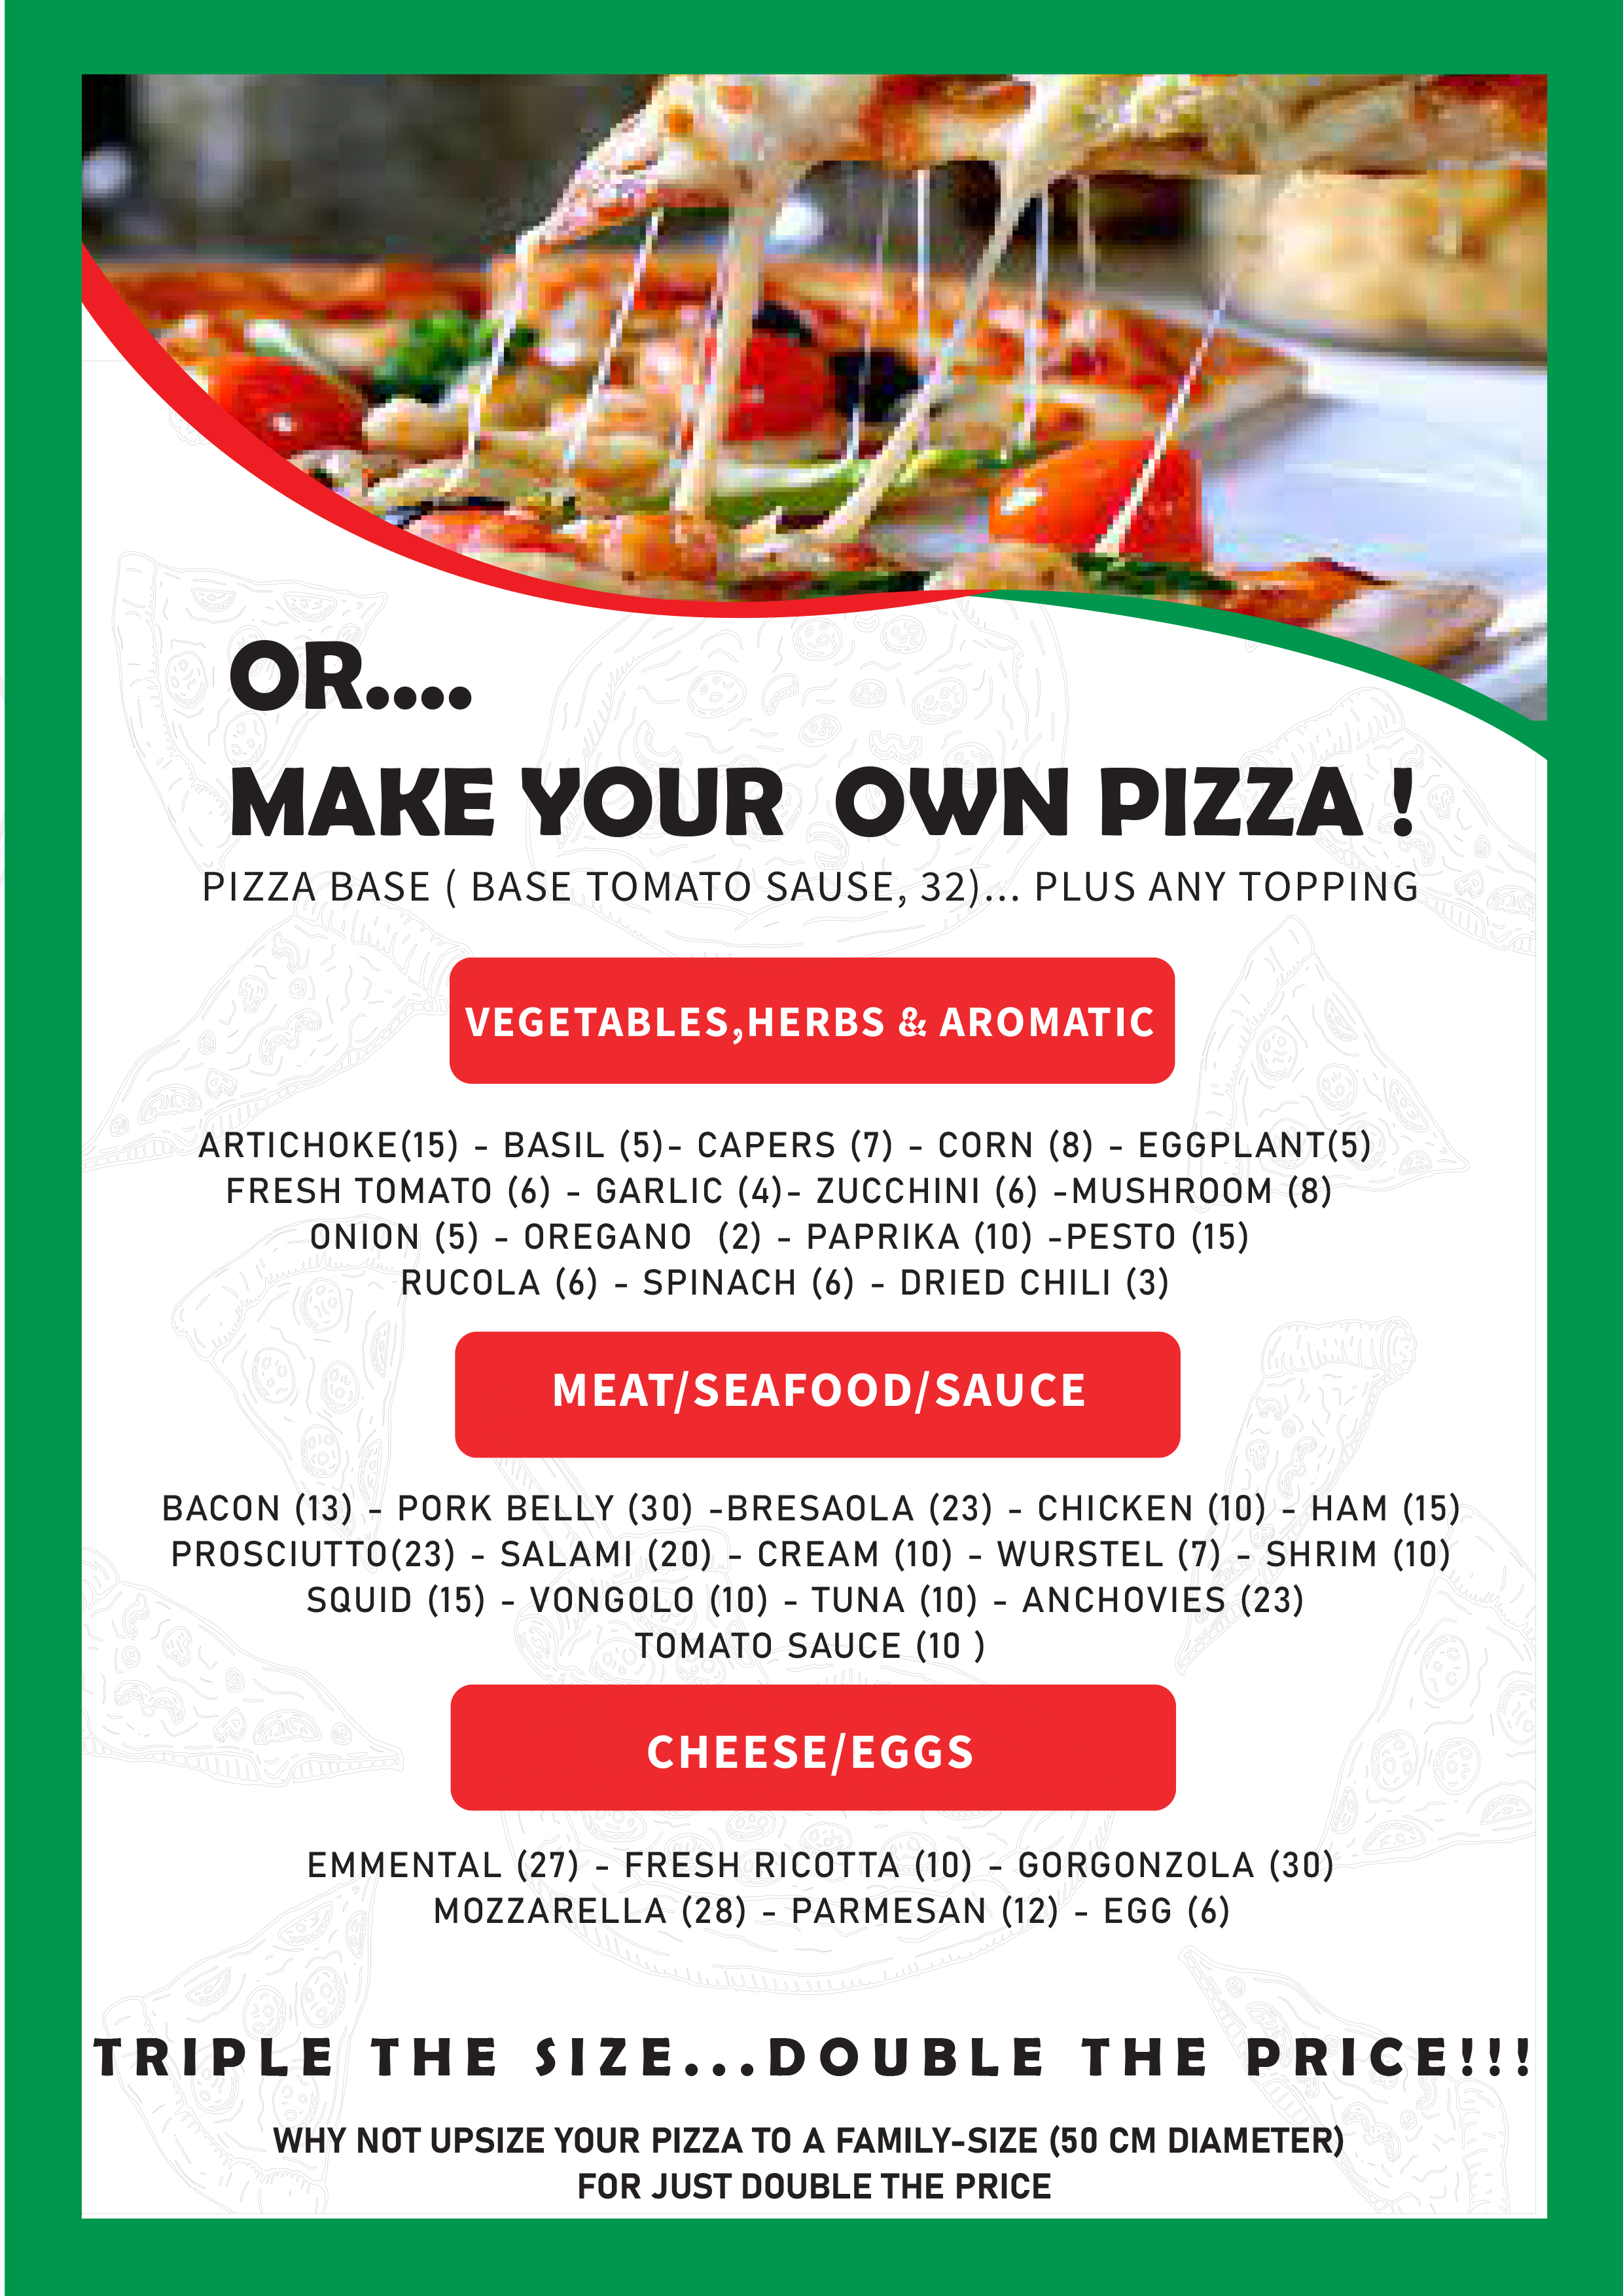 OR....
MAKE YOUR OWN PIZZA !
PIZZA BASE ( BASE TOMATO SAUSE, 32)... PLUS ANY TOPPING
VEGETABLES,HERBS & AROMATIC
ARTICHOKE(15) - BASIL (5)- CAPERS (7) - CORN (8) - EGGPLANT(5)
FRESH TOMATO (6) - GARLIC (4)- ZUCCHINI (6) -MUSHROOM (8)
ONION (5) - OREGANO (2) - PAPRIKA (10) -PESTO (15)
RUCOLA (6) - SPINACH (6) - DRIED CHILI (3)
MEAT/SEAFOOD/SAUCE
BACON (13) - PORK BELLY (30) -BRESAOLA (23) - CHICKEN (10) - HAM (15)
PROSCIUTTO(23) - SALAMI (20) - CREAM (10) - WURSTEL (7) - SHRIM (10)
SQUID (15) - VONGOLO (10) - TUNA (10) - ANCHOVIES (23)
TOMATO SAUCE (10 )
CHEESE/EGGS
EMMENTAL (27) - FRESH RICOTTA (10) - GORGONZOLA (30)
MOZZARELLA (28) - PARMESAN (12) - EGG (6)
TRIPLE THE SIZE...DOUBLE THE PRICE!!!
WHY NOT UPSIZE YOUR PIZZA TO A FAMILY-SIZE (50 CM DIAMETER)
FOR JUST DOUBLE THE PRICE